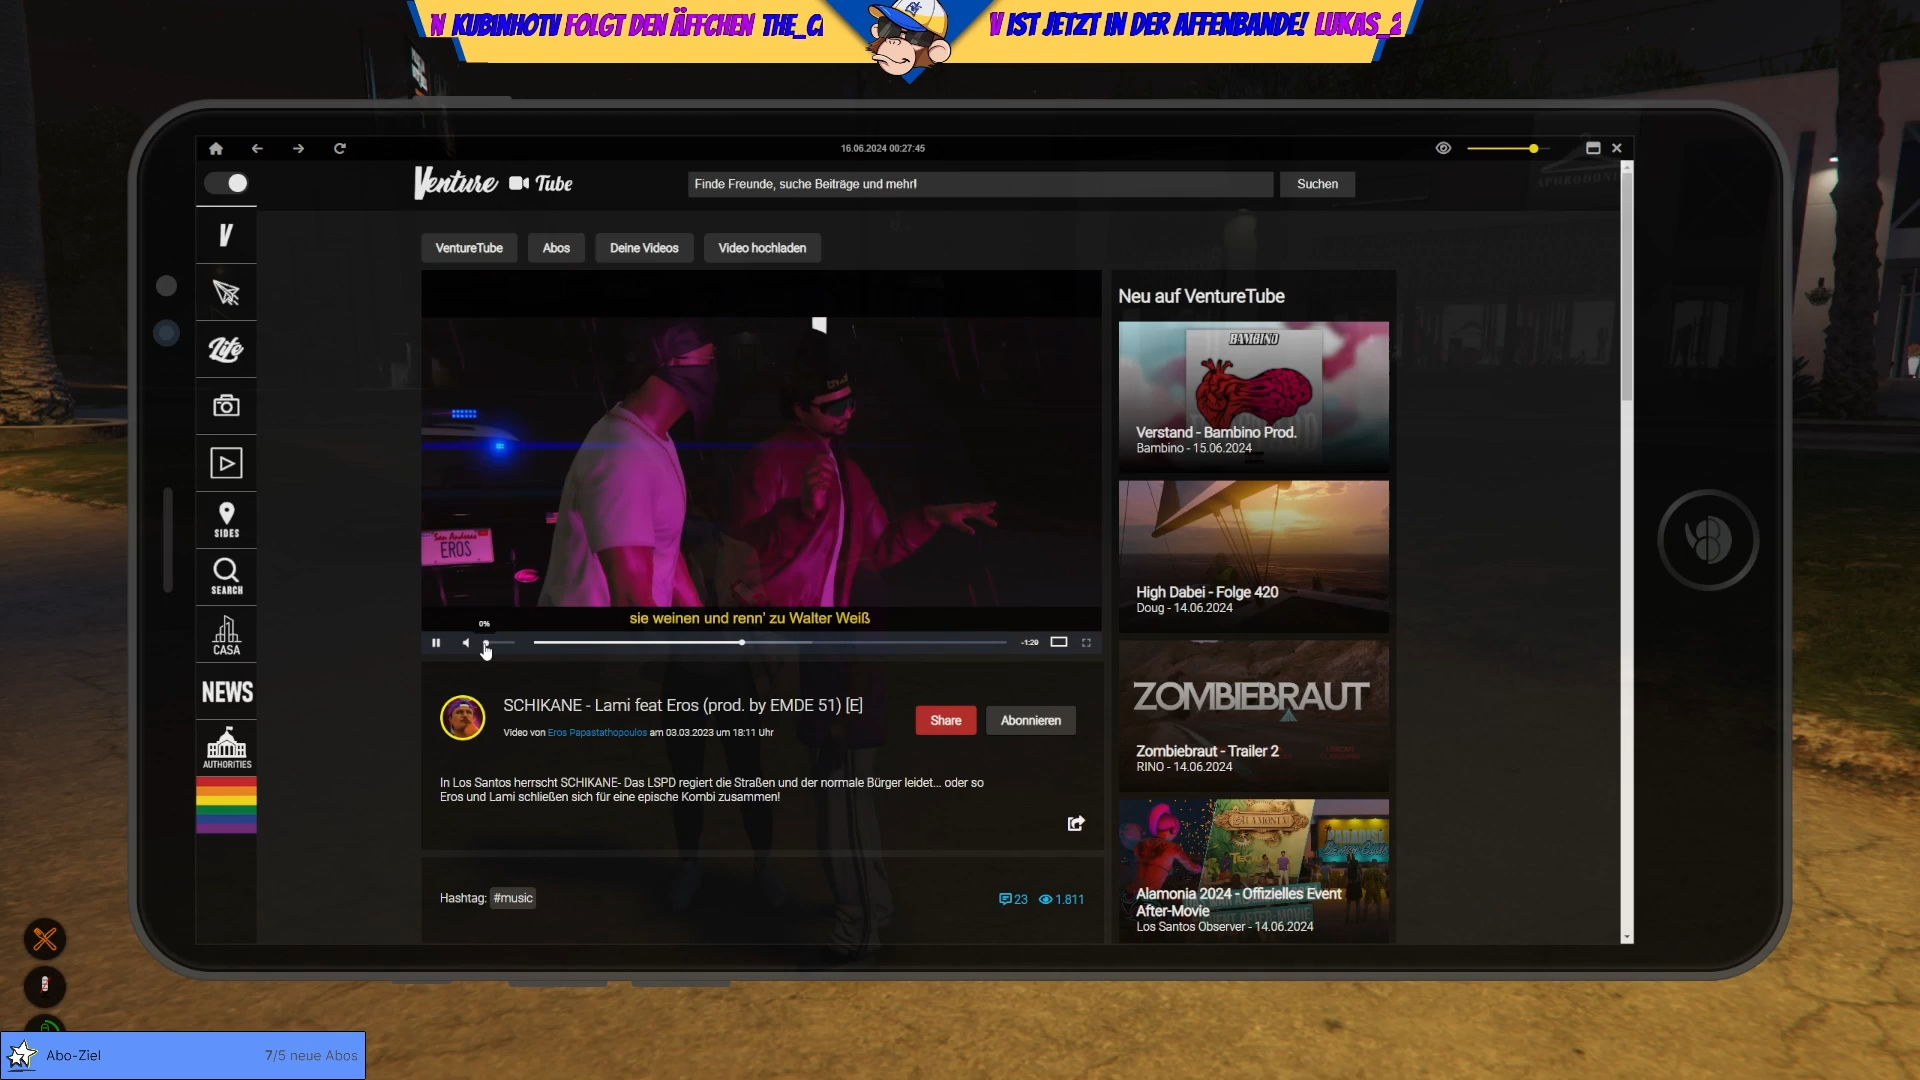 KUBINHOTV FOLGT DEN ÄFFCHEN THE_C
IST JETZT IN DER AFFENBANDE! LUKAS_2
16.06.2024 00:27:45
Venture Tube
Finde Freunde, suche Beiträge und mehr!
Suchen
VentureTube
Abos
Deine Videos
Video hochladen
V
Life
SIDES
SEARCH
CASA
NEWS
AUTHORITIES
San Andreas
EROS
sie weinen und renn' zu Walter Weiß
0%
-1:29
SCHIKANE - Lami feat Eros (prod. by EMDE 51) [E]
Video von Eros Papastathopoulos am 03.03.2023 um 18:11 Uhr
Share
Abonnieren
In Los Santos herrscht SCHIKANE- Das LSPD regiert die Straßen und der normale Bürger leidet... oder so
Eros und Lami schließen sich für eine epische Kombi zusammen!
Hashtag: #music
23
1.811
Neu auf VentureTube
BAMBINO
Verstand - Bambino Prod.
Bambino - 15.06.2024
High Dabei - Folge 420
Doug - 14.06.2024
ZOMBIEBRAUT
Zombiebraut - Trailer 2
RINO - 14.06.2024
ALAMONIA
Alamonia 2024 - Offizielles Event
After-Movie
Los Santos Observer - 14.06.2024
Abo-Ziel
7/5 neue Abos